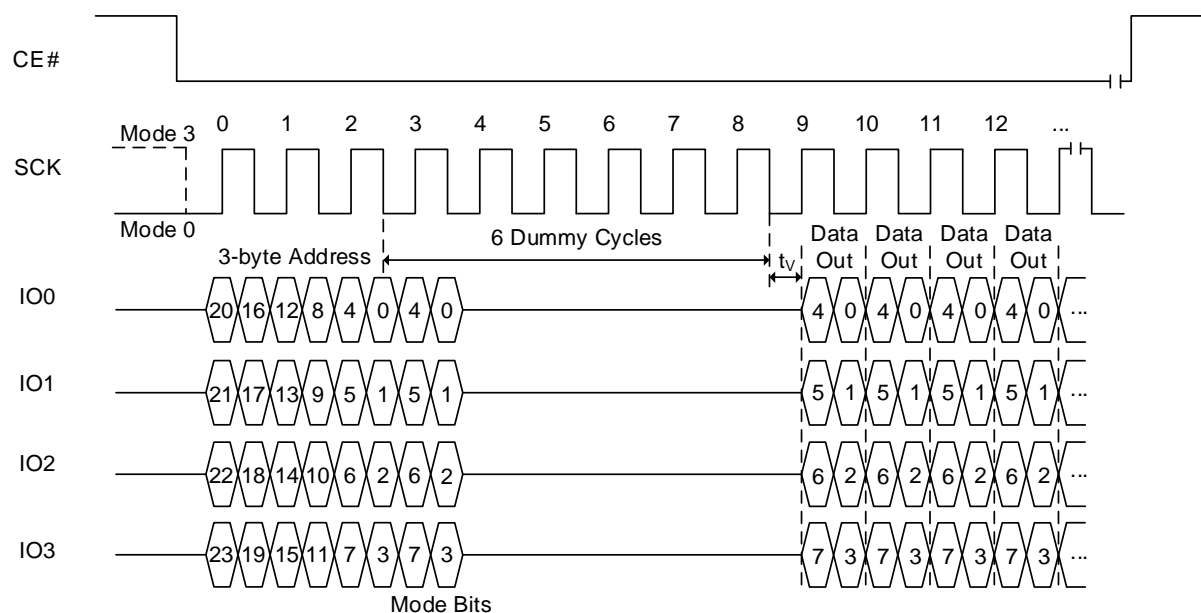 CE#
0 1 2 3 4 5 6 7 8 9 10 11 12 ...
Mode 3
SCK
Mode 0
3-byte Address
6 Dummy Cycles
tV
Data Out
Data Out
Data Out
Data Out
IO0
20 16 12 8 4 0 4 0 4 0 4 0 4 0 4 0 ...
IO1
21 17 13 9 5 1 5 1 5 1 5 1 5 1 5 1 ...
IO2
22 18 14 10 6 2 6 2 6 2 6 2 6 2 6 2 ...
IO3
23 19 15 11 7 3 7 3 7 3 7 3 7 3 7 3 ...
Mode Bits